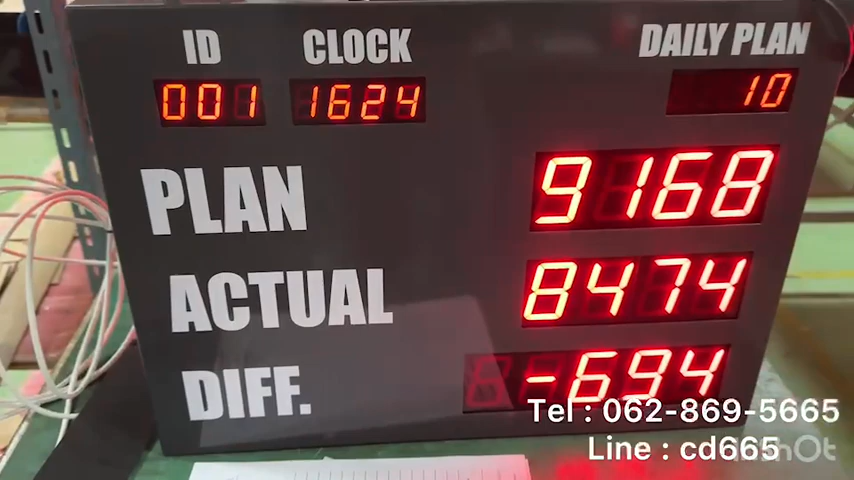 ID CLOCK DAILY PLAN
001 1624 10
PLAN 9168
ACTUAL 8474
DIFF. -694
Tel : 062-869-5665
Line : cd665